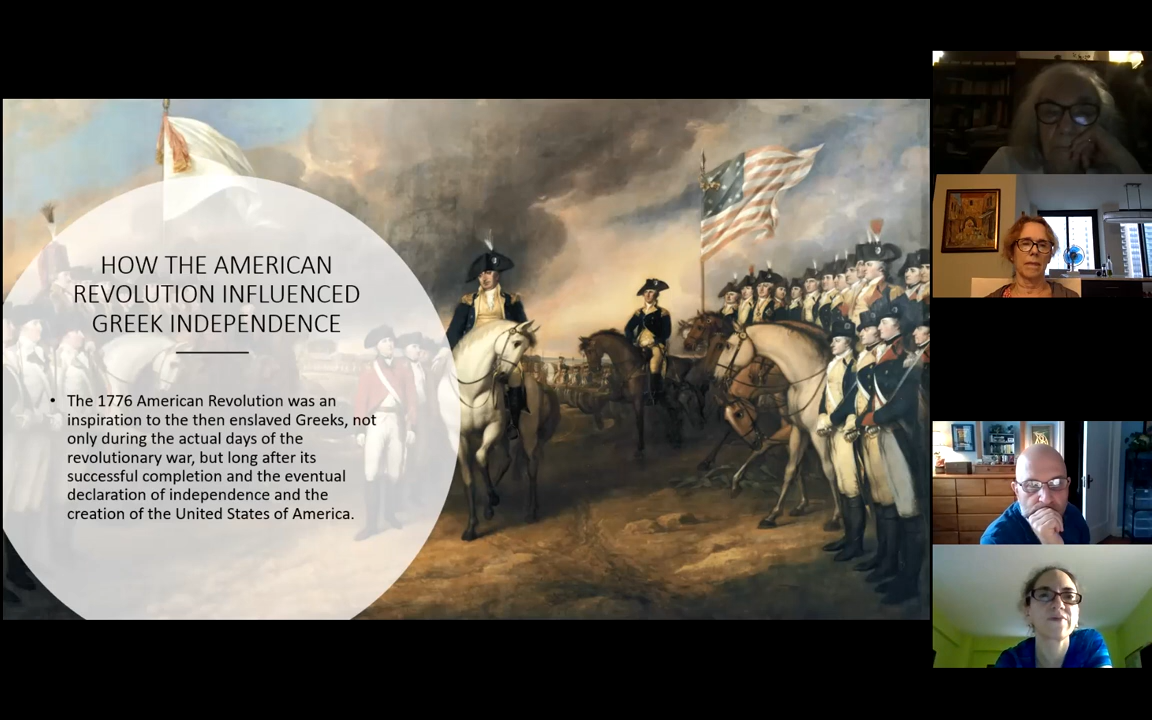 HOW THE AMERICAN
REVOLUTION INFLUENCED
GREEK INDEPENDENCE
• The 1776 American Revolution was an
inspiration to the then enslaved Greeks, not
only during the actual days of the
revolutionary war, but long after its
successful completion and the eventual
declaration of independence and the
creation of the United States of America.